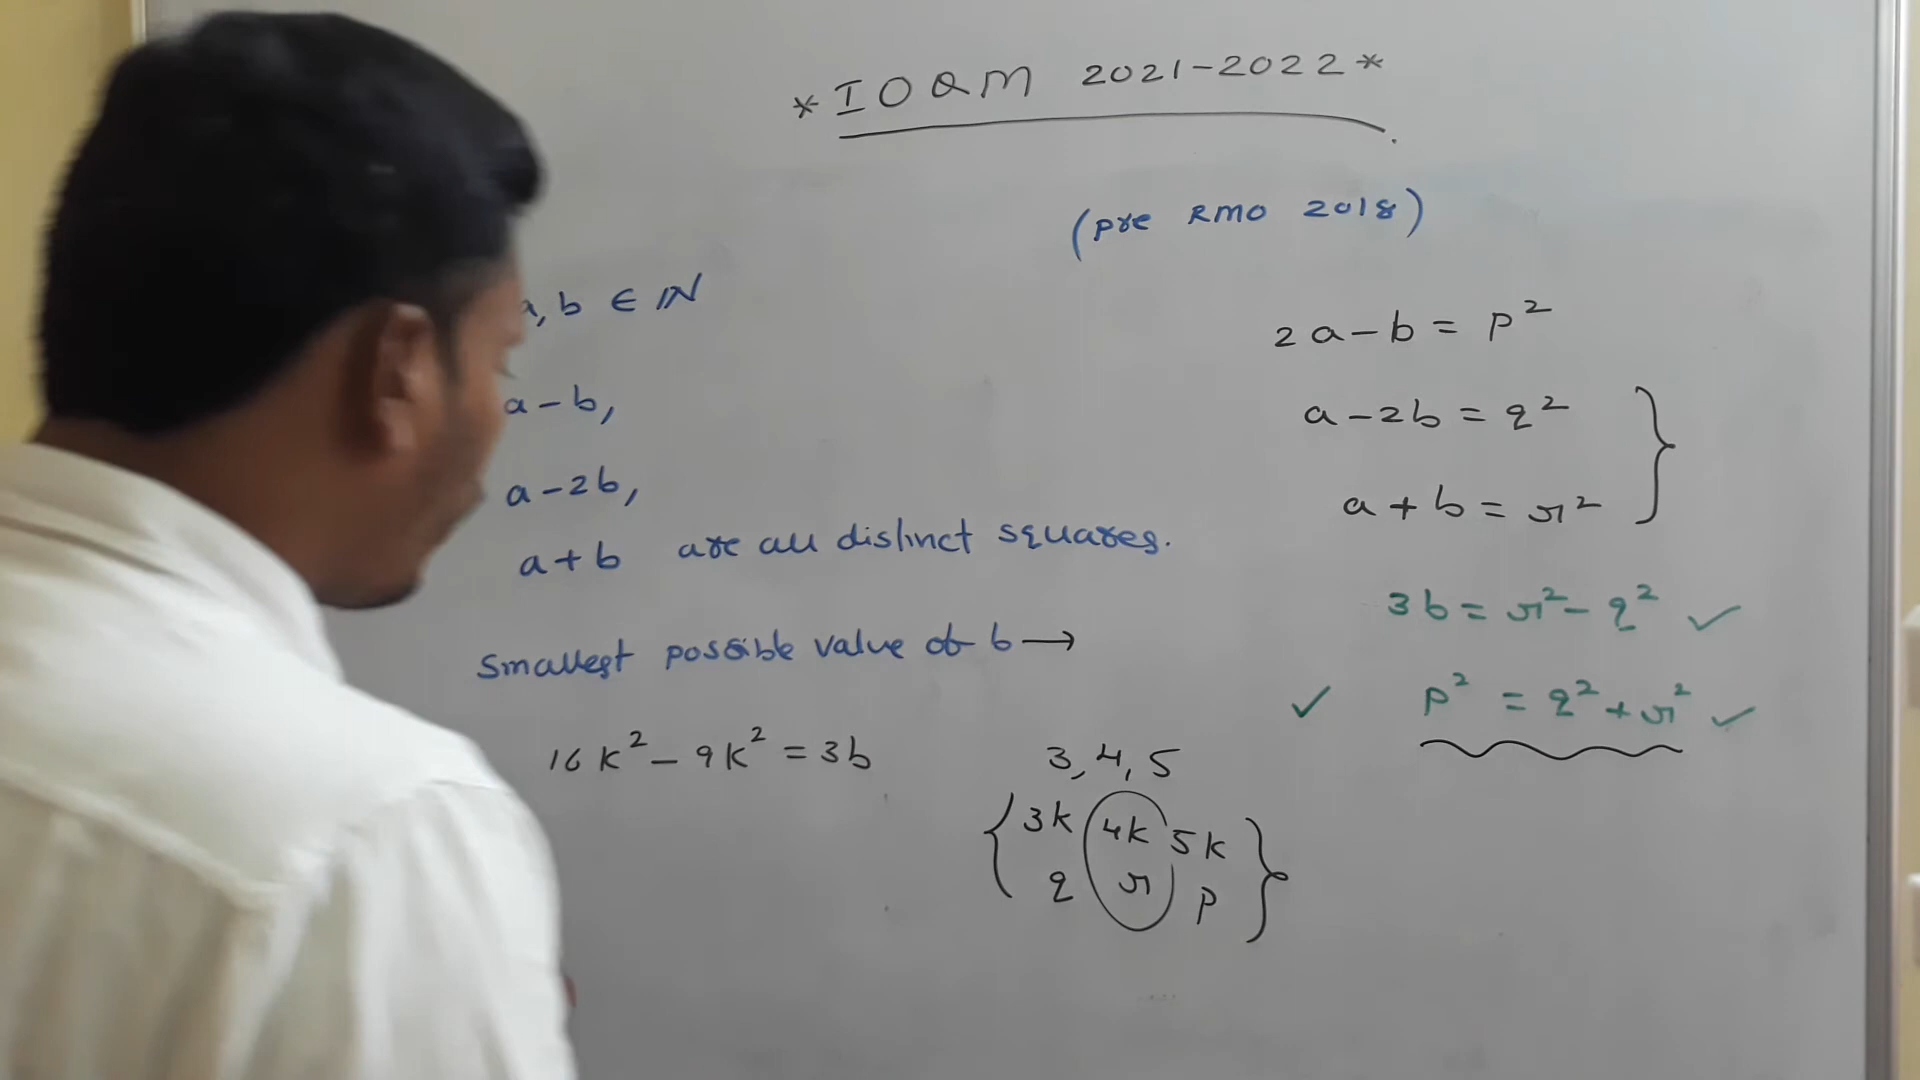 * IOQM 2021-2022 *
(pre RMO 2018)
a, b ∈ IN
a-b,
a-2b,
a+b are all distinct squares.
Smallest possible value of b →
16k² - 9k² = 3b
3, 4, 5
3k 4k 5k
q r p
2a-b = p²
a-2b = q²
a+b = r²
3b = r² - q² ✓
✓ p² = q² + r² ✓